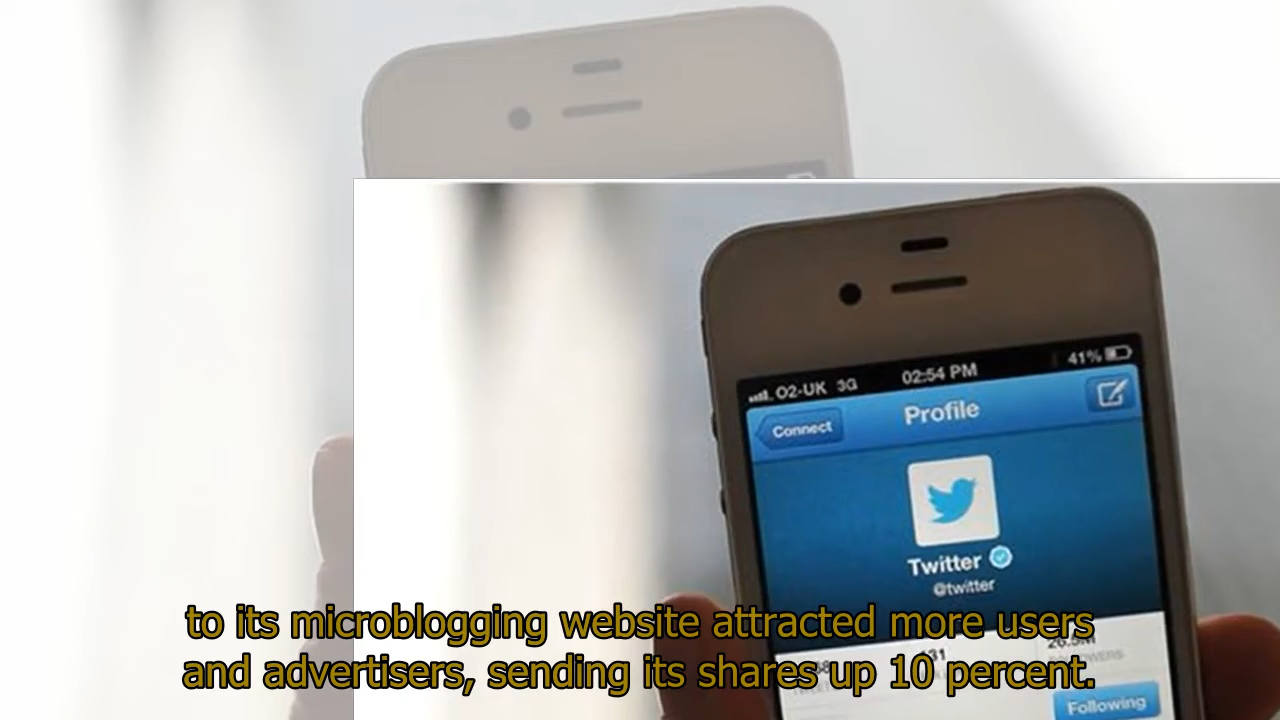 O2-UK 3G 02:54 PM 41%
Connect Profile
Twitter
@twitter
to its microblogging website attracted more users
and advertisers, sending its shares up 10 percent.
Following